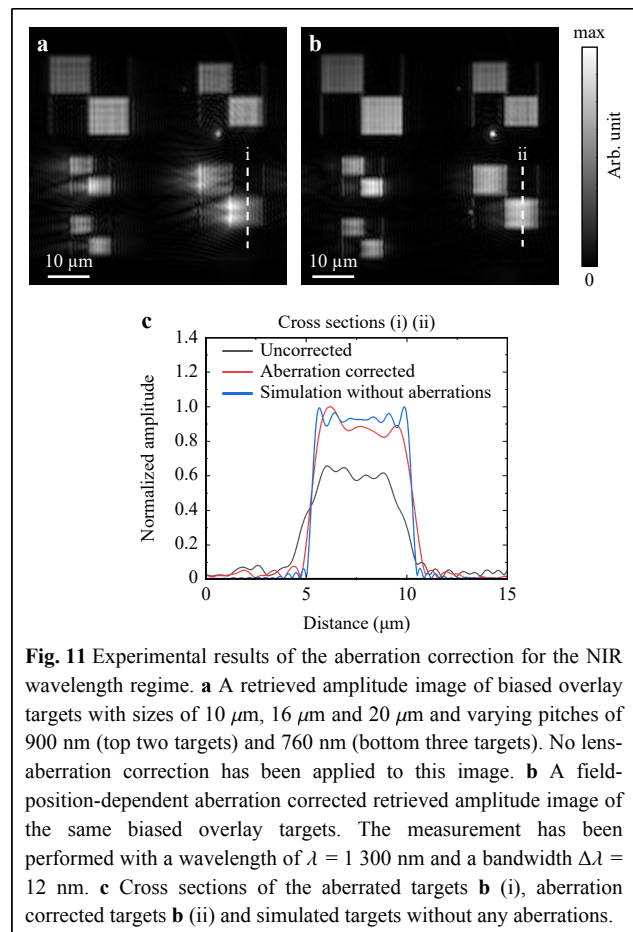 a
b
max
i
ii
Arb. unit
10 μm
10 μm
0
c
Cross sections (i) (ii)
1.4
Uncorrected
1.2
Aberration corrected
Simulation without aberrations
1.0
0.8
0.6
0.4
0.2
0
Normalized amplitude
0 5 10 15
Distance (μm)
Fig. 11 Experimental results of the aberration correction for the NIR
wavelength regime. a A retrieved amplitude image of biased overlay
targets with sizes of 10 μm, 16 μm and 20 μm and varying pitches of
900 nm (top two targets) and 760 nm (bottom three targets). No lens-
aberration correction has been applied to this image. b A field-
position-dependent aberration corrected retrieved amplitude image of
the same biased overlay targets. The measurement has been
performed with a wavelength of λ = 1 300 nm and a bandwidth Δλ =
12 nm. c Cross sections of the aberrated targets b (i), aberration
corrected targets b (ii) and simulated targets without any aberrations.